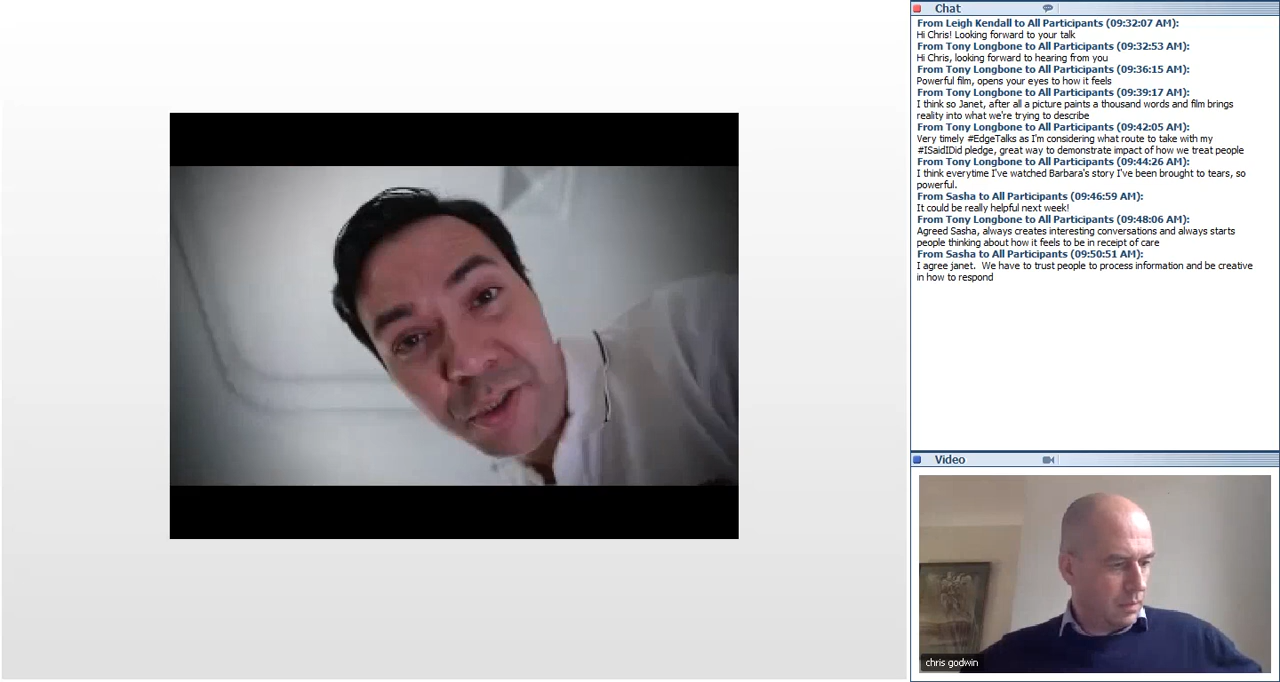 Chat
From Leigh Kendall to All Participants (09:32:07 AM):
Hi Chris! Looking forward to your talk
From Tony Longbone to All Participants (09:32:53 AM):
Hi Chris, looking forward to hearing from you
From Tony Longbone to All Participants (09:36:15 AM):
Powerful film, opens your eyes to how it feels
From Tony Longbone to All Participants (09:39:17 AM):
I think so Janet, after all a picture paints a thousand words and film brings
reality into what we're trying to describe
From Tony Longbone to All Participants (09:42:05 AM):
Very timely #EdgeTalks as I'm considering what route to take with my
#ISaidIDid pledge, great way to demonstrate impact of how we treat people
From Tony Longbone to All Participants (09:44:26 AM):
I think everytime I've watched Barbara's story I've been brought to tears, so
powerful.
From Sasha to All Participants (09:46:59 AM):
It could be really helpful next week!
From Tony Longbone to All Participants (09:48:06 AM):
Agreed Sasha, always creates interesting conversations and always starts
people thinking about how it feels to be in receipt of care
From Sasha to All Participants (09:50:51 AM):
I agree janet.  We have to trust people to process information and be creative
in how to respond
Video
chris godwin